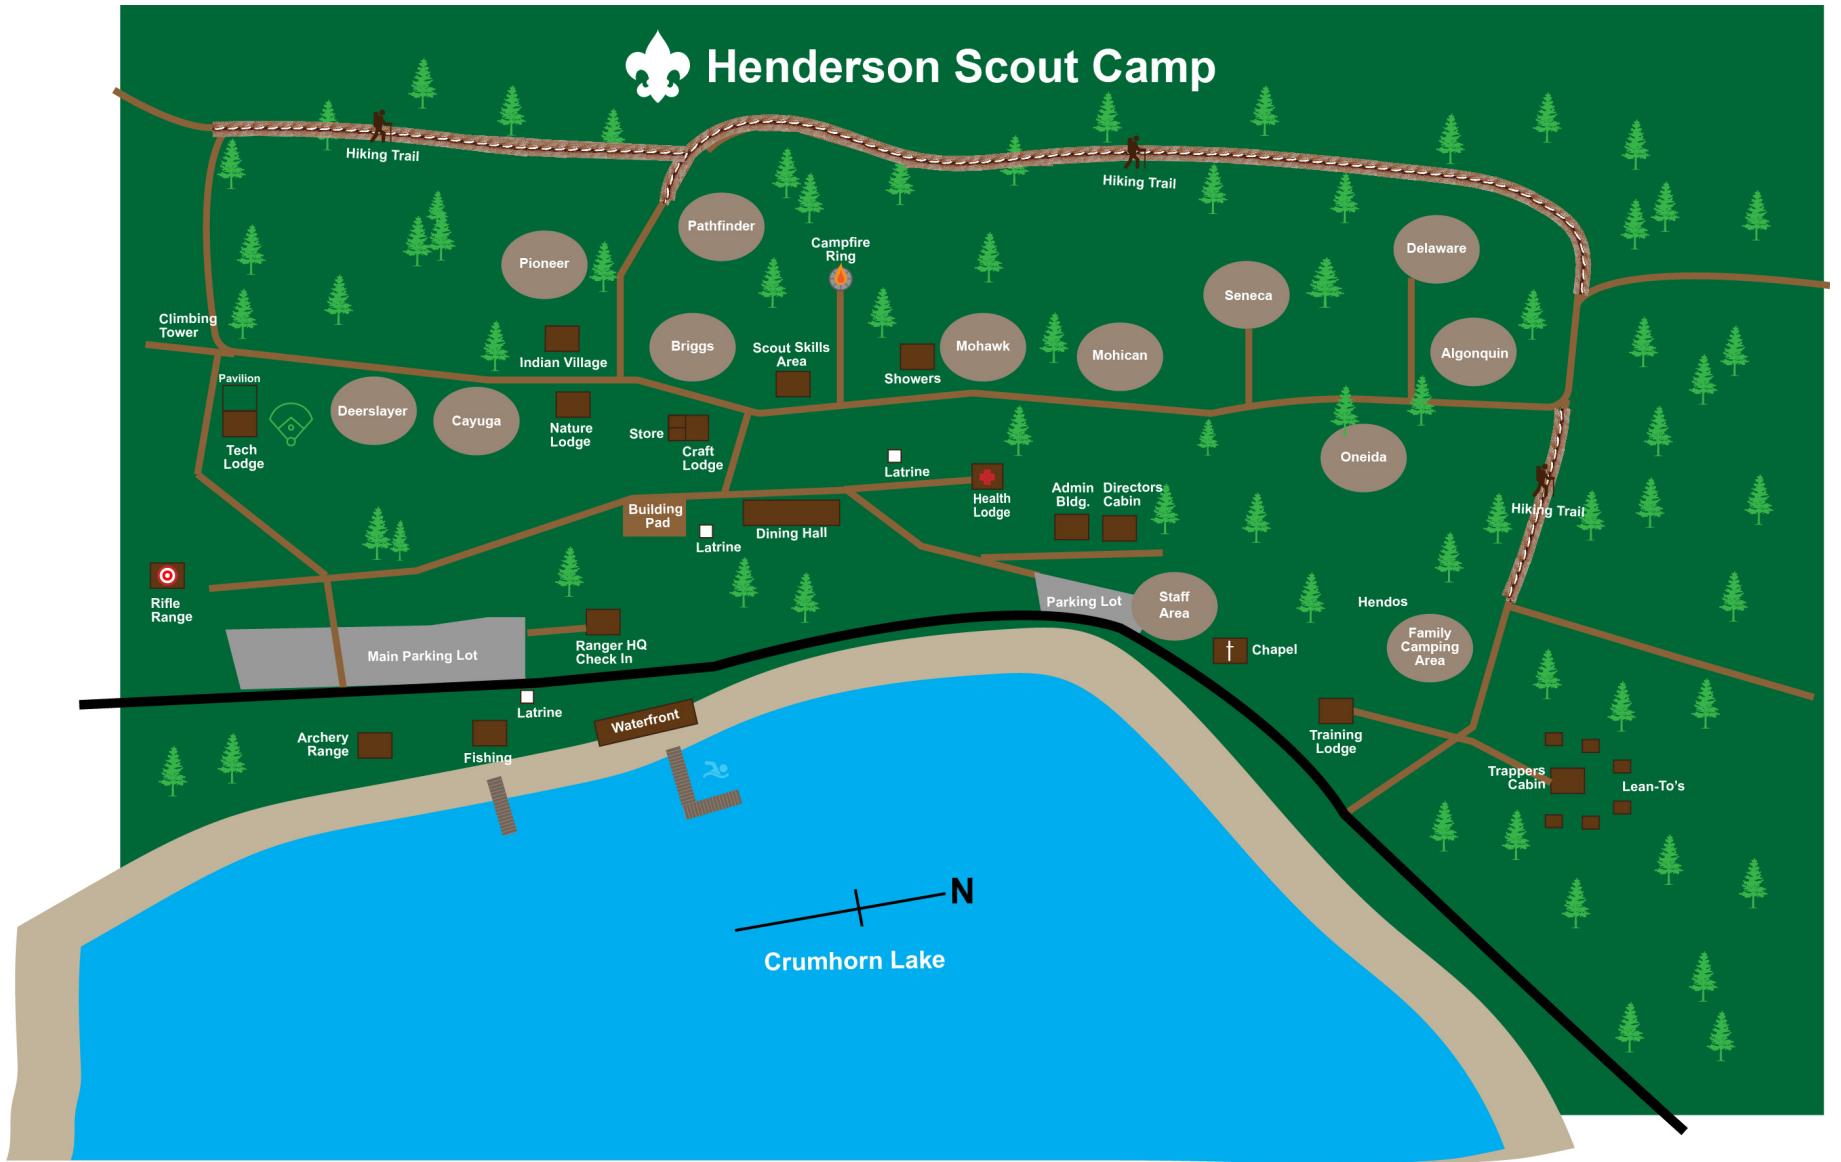 Henderson Scout Camp
Hiking Trail
Hiking Trail
Pathfinder
Pioneer
Campfire
Ring
Delaware
Seneca
Climbing
Tower
Indian Village
Briggs
Scout Skills
Area
Showers
Mohawk
Mohican
Algonquin
Pavilion
Tech
Lodge
Deerslayer
Cayuga
Nature
Lodge
Store
Craft
Lodge
Latrine
Health
Lodge
Admin
Bldg.
Directors
Cabin
Oneida
Hiking Trail
Building
Pad
Latrine
Dining Hall
Rifle
Range
Main Parking Lot
Ranger HQ
Check In
Parking Lot
Staff
Area
Chapel
Hendos
Family
Camping
Area
Latrine
Archery
Range
Fishing
Waterfront
Training
Lodge
Trappers
Cabin
Lean-To's
N
Crumhorn Lake